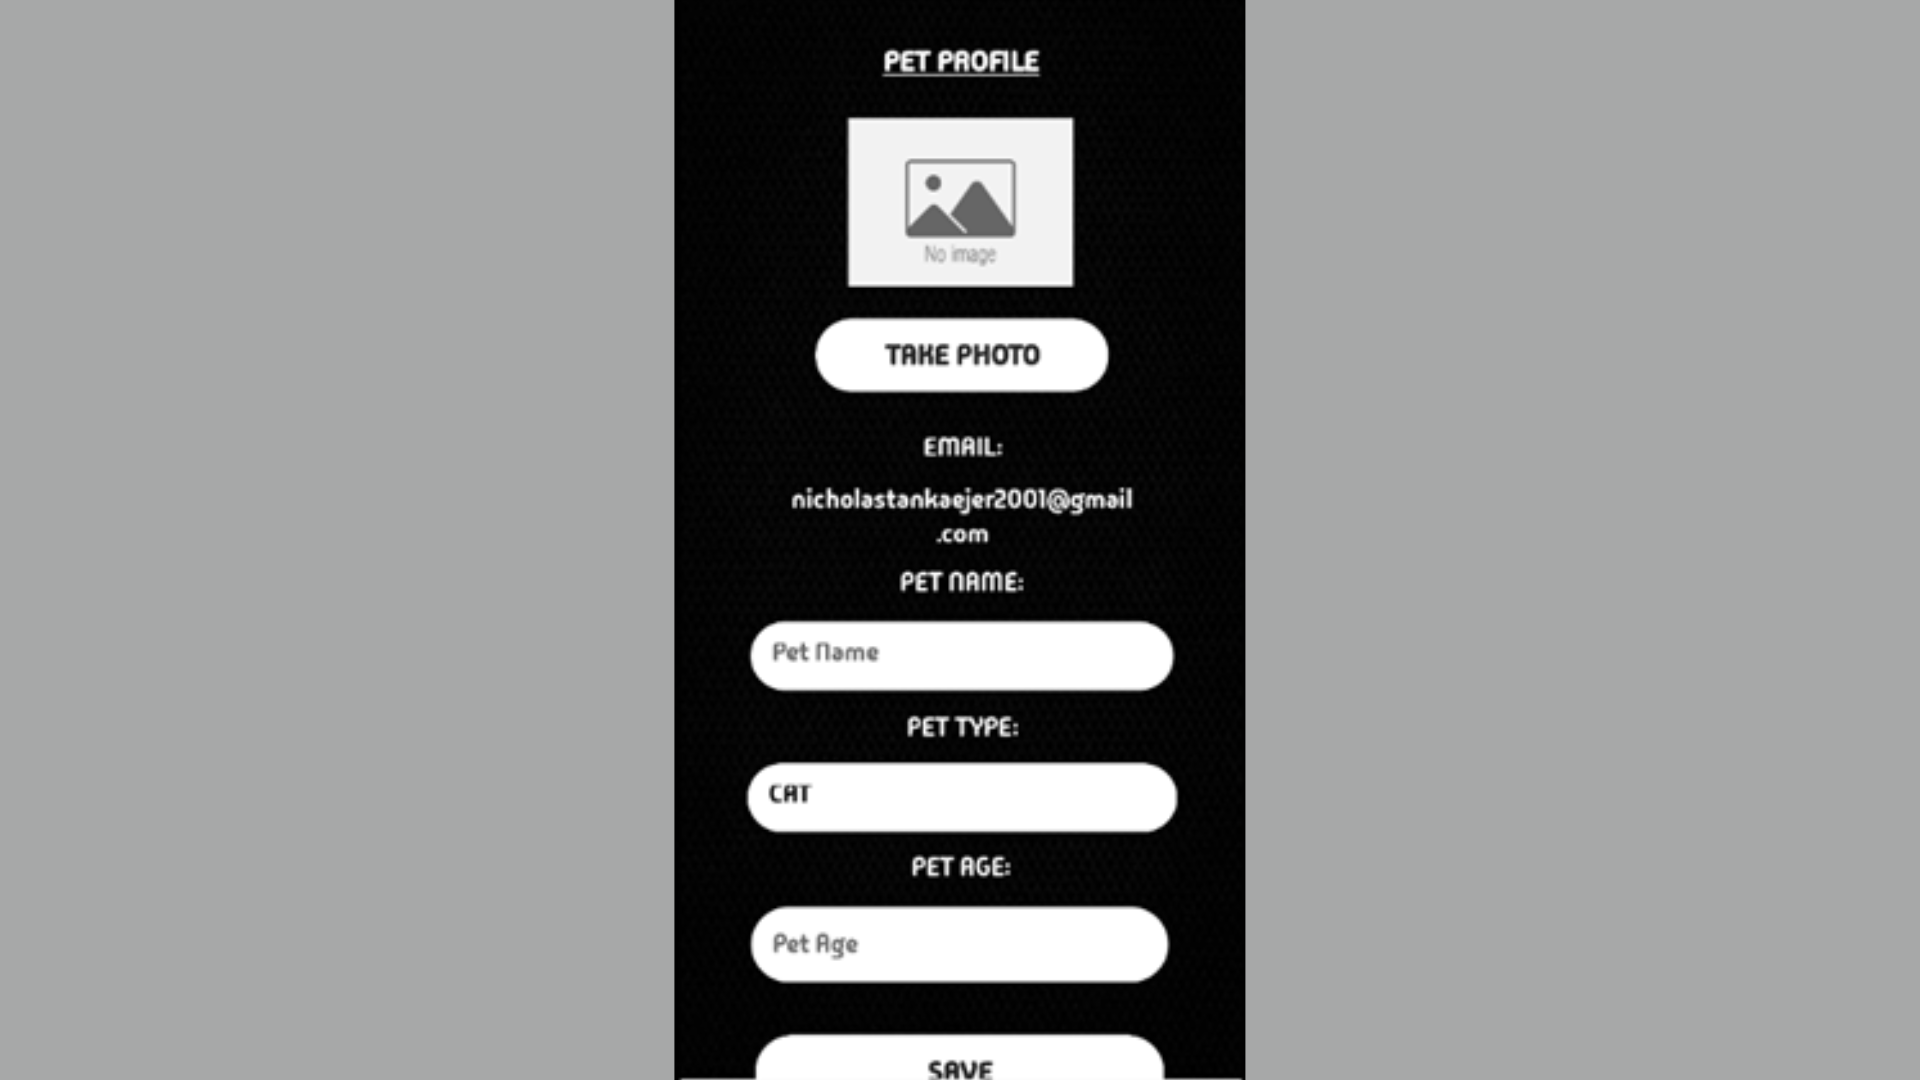 PET PROFILE
No image
TAKE PHOTO
EMAIL:
nicholastankaejer2001@gmail
.com
PET NAME:
Pet Name
PET TYPE:
CAT
PET AGE:
Pet Age
SAVE